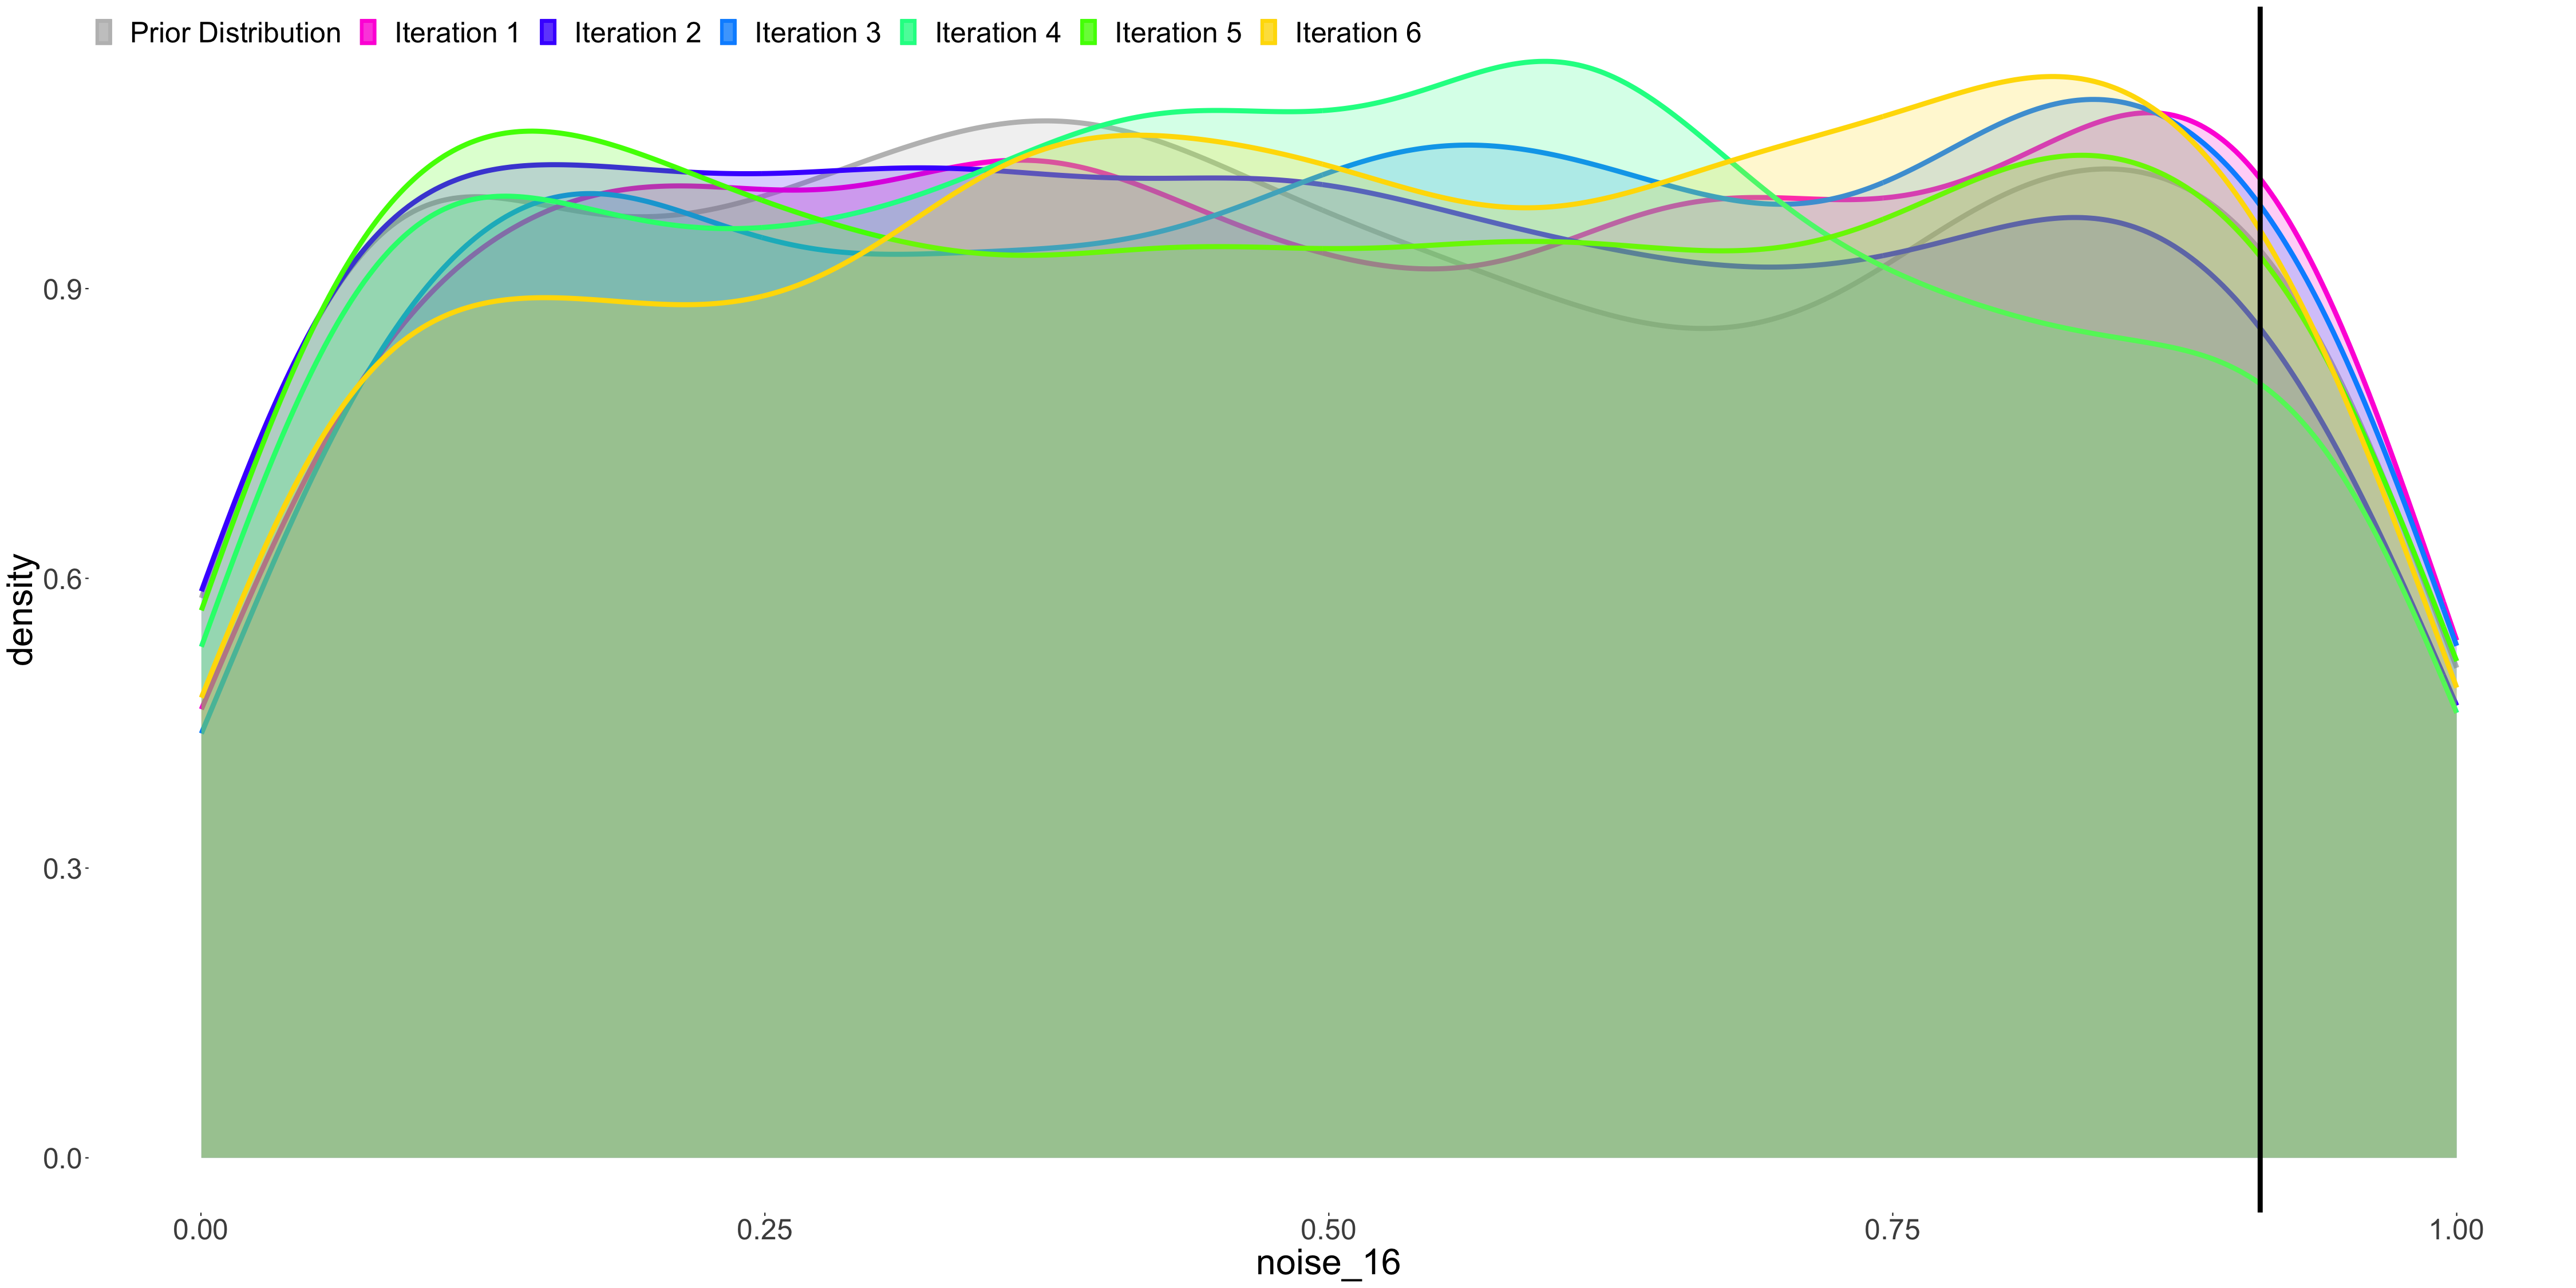 Prior Distribution Iteration 1 Iteration 2 Iteration 3 Iteration 4 Iteration 5 Iteration 6
density
0.9
0.6
0.3
0.0
0.00 0.25 0.50 0.75 1.00
noise_16